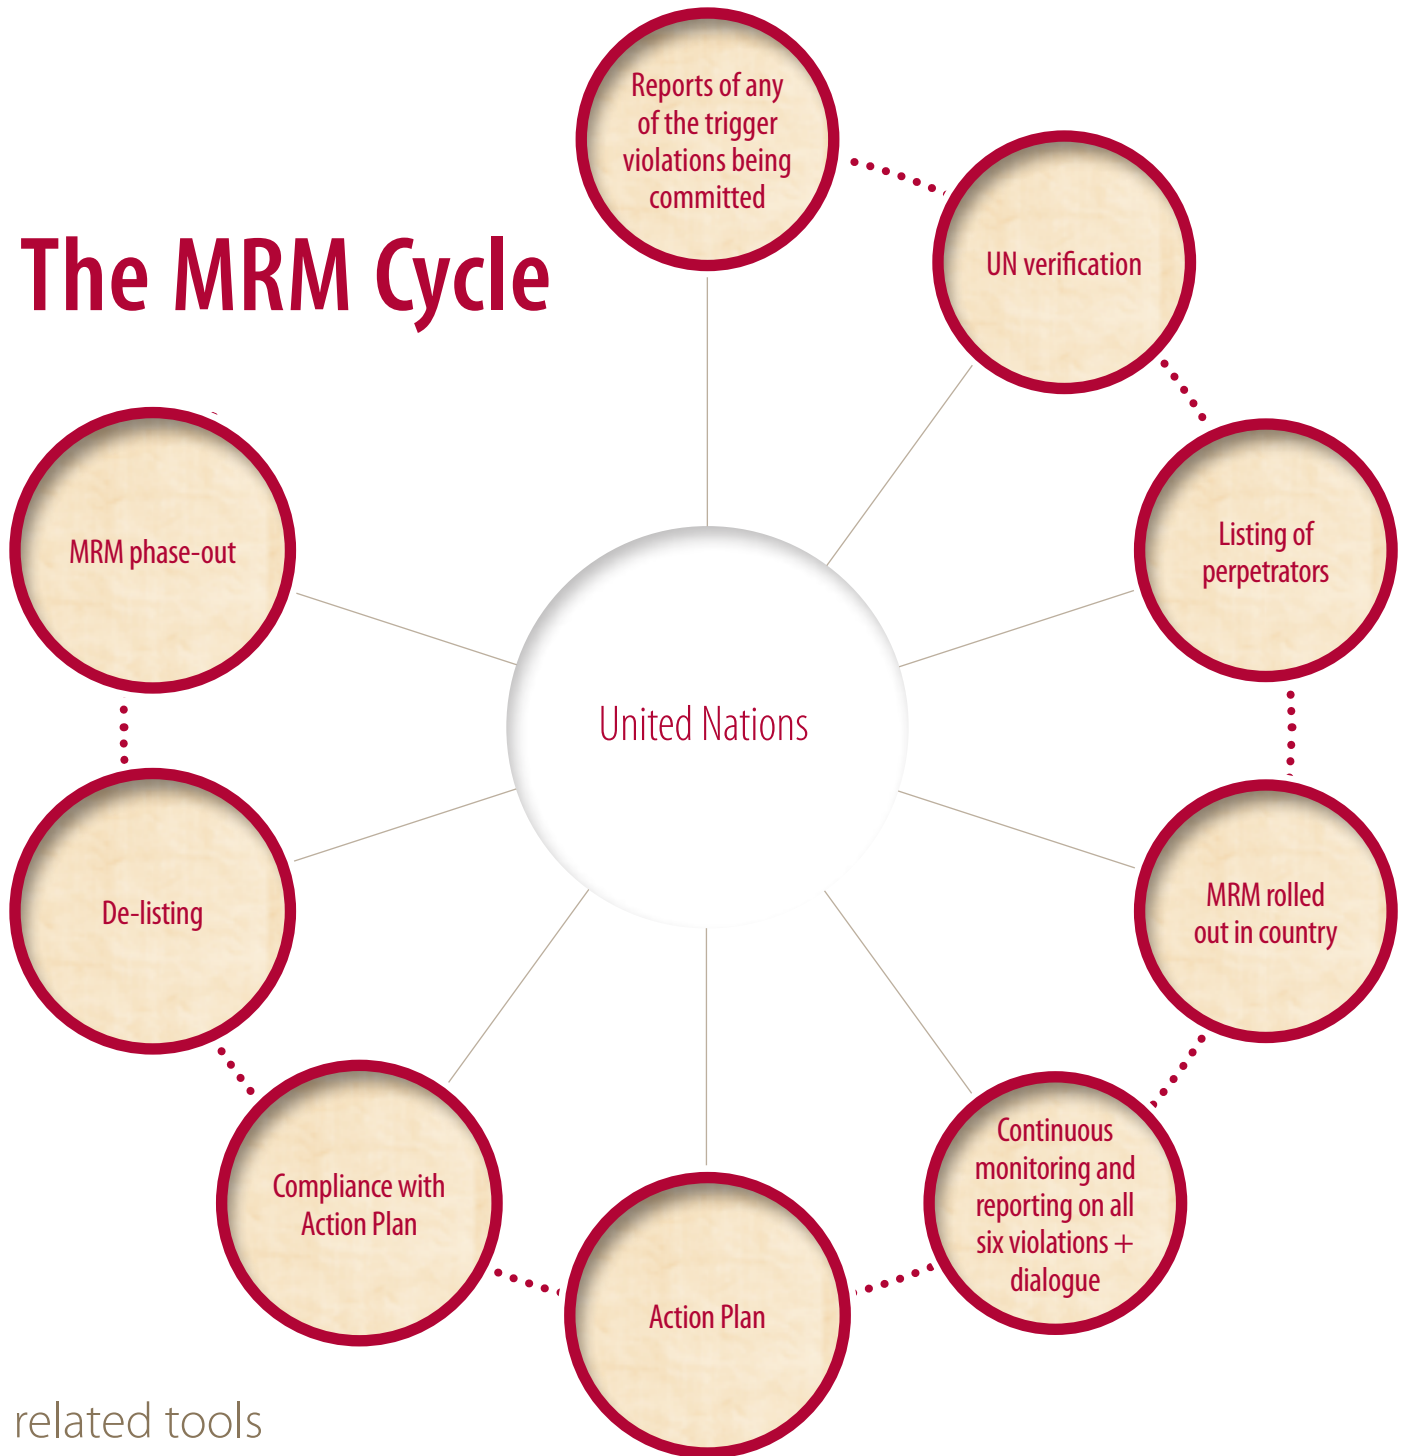 The MRM Cycle
Reports of any
of the trigger
violations being
committed
UN verification
Listing of
perpetrators
MRM rolled
out in country
Continuous
monitoring and
reporting on all
six violations +
dialogue
Action Plan
Compliance with
Action Plan
De-listing
MRM phase-out
United Nations
related tools